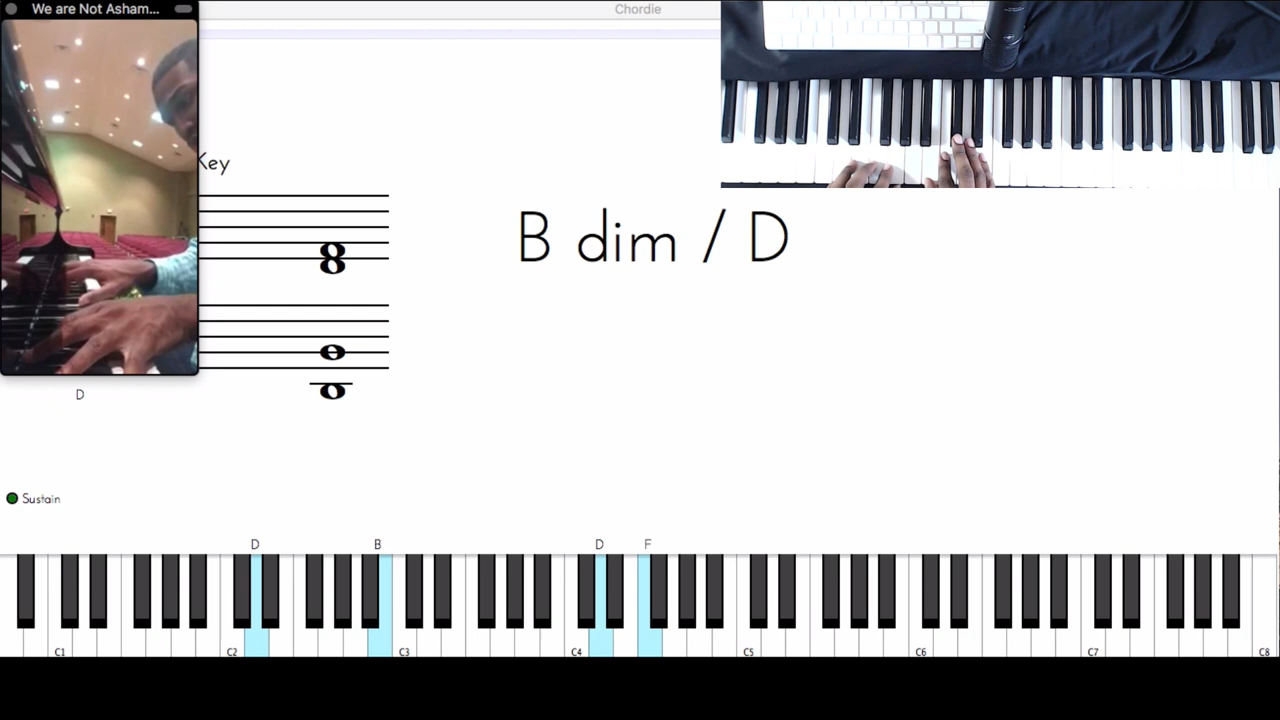 We are Not Asham...
Chordie
Key
B dim / D
D
Sustain
D B D F
C1 C2 C3 C4 C5 C6 C7 C8